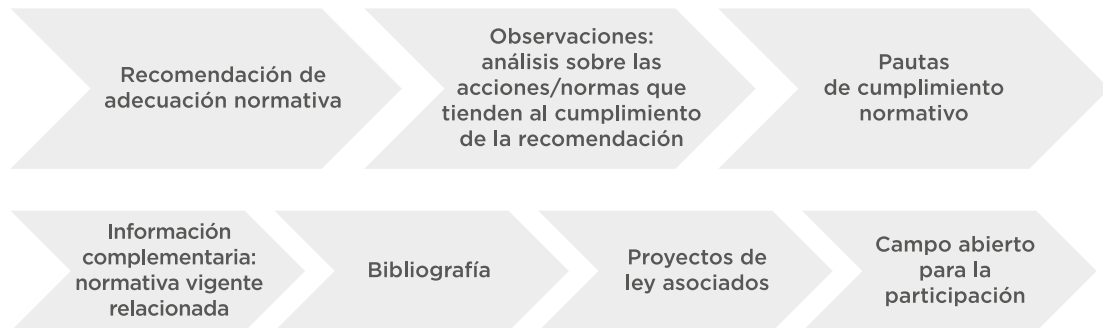 Recomendación de
adecuación normativa
Observaciones:
análisis sobre las
acciones/normas que
tienden al cumplimiento
de la recomendación
Pautas
de cumplimiento
normativo
Información
complementaria:
normativa vigente
relacionada
Bibliografía
Proyectos de
ley asociados
Campo abierto
para la
participación